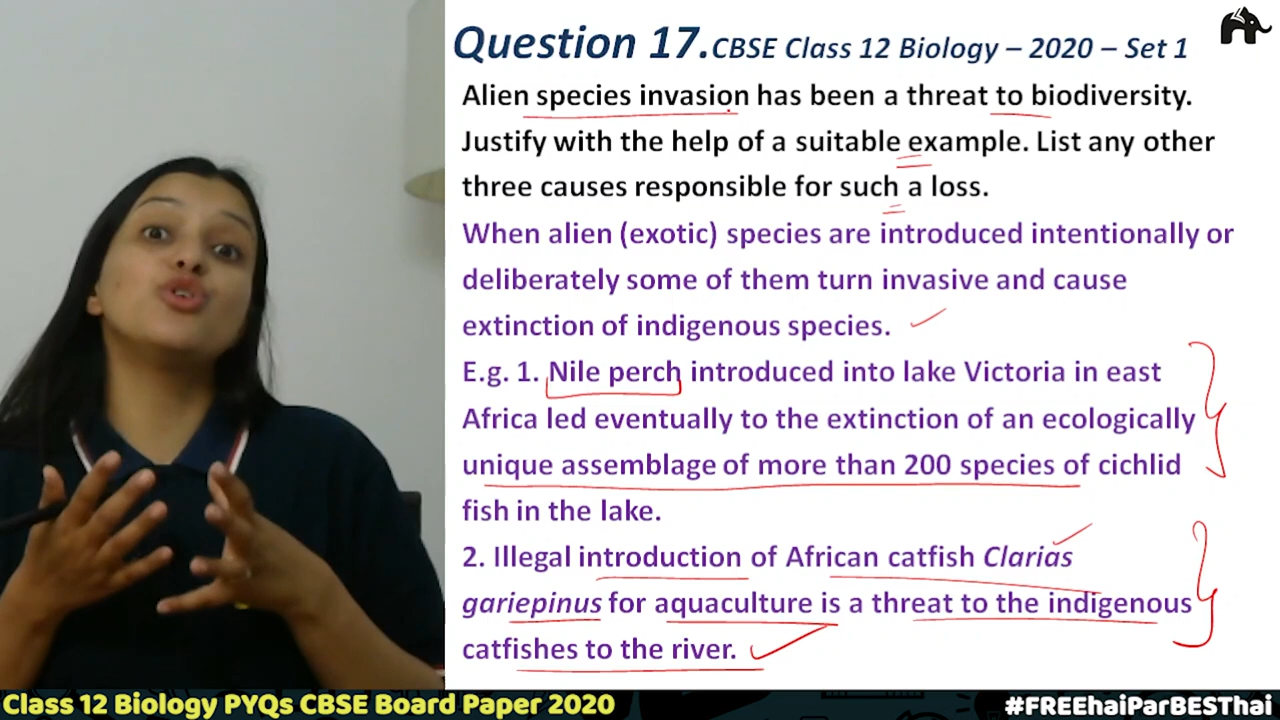 Question 17.CBSE Class 12 Biology – 2020 – Set 1
Alien species invasion has been a threat to biodiversity.
Justify with the help of a suitable example. List any other
three causes responsible for such a loss.
When alien (exotic) species are introduced intentionally or
deliberately some of them turn invasive and cause
extinction of indigenous species.
E.g. 1. Nile perch introduced into lake Victoria in east
Africa led eventually to the extinction of an ecologically
unique assemblage of more than 200 species of cichlid
fish in the lake.
2. Illegal introduction of African catfish Clarias
gariepinus for aquaculture is a threat to the indigenous
catfishes to the river.
Class 12 Biology PYQs CBSE Board Paper 2020
#FREEhaiParBESThai